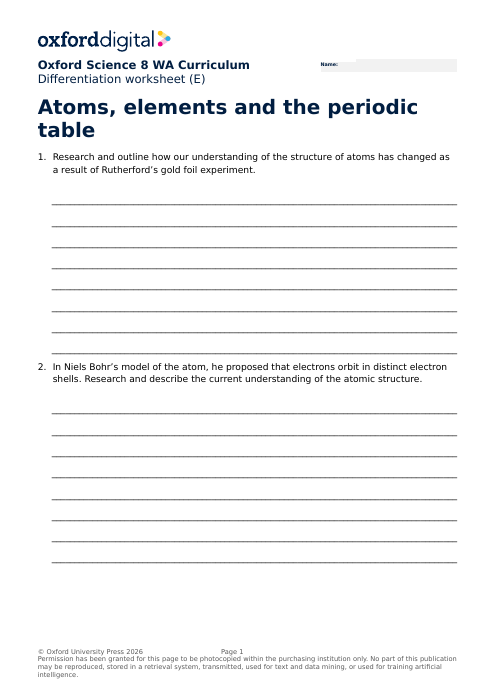 oxforddigital
Oxford Science 8 WA Curriculum
Name:
Differentiation worksheet (E)
Atoms, elements and the periodic
table
1. Research and outline how our understanding of the structure of atoms has changed as
a result of Rutherford’s gold foil experiment.
2. In Niels Bohr’s model of the atom, he proposed that electrons orbit in distinct electron
shells. Research and describe the current understanding of the atomic structure.
© Oxford University Press 2026 Page 1
Permission has been granted for this page to be photocopied within the purchasing institution only. No part of this publication
may be reproduced, stored in a retrieval system, transmitted, used for text and data mining, or used for training artificial
intelligence.